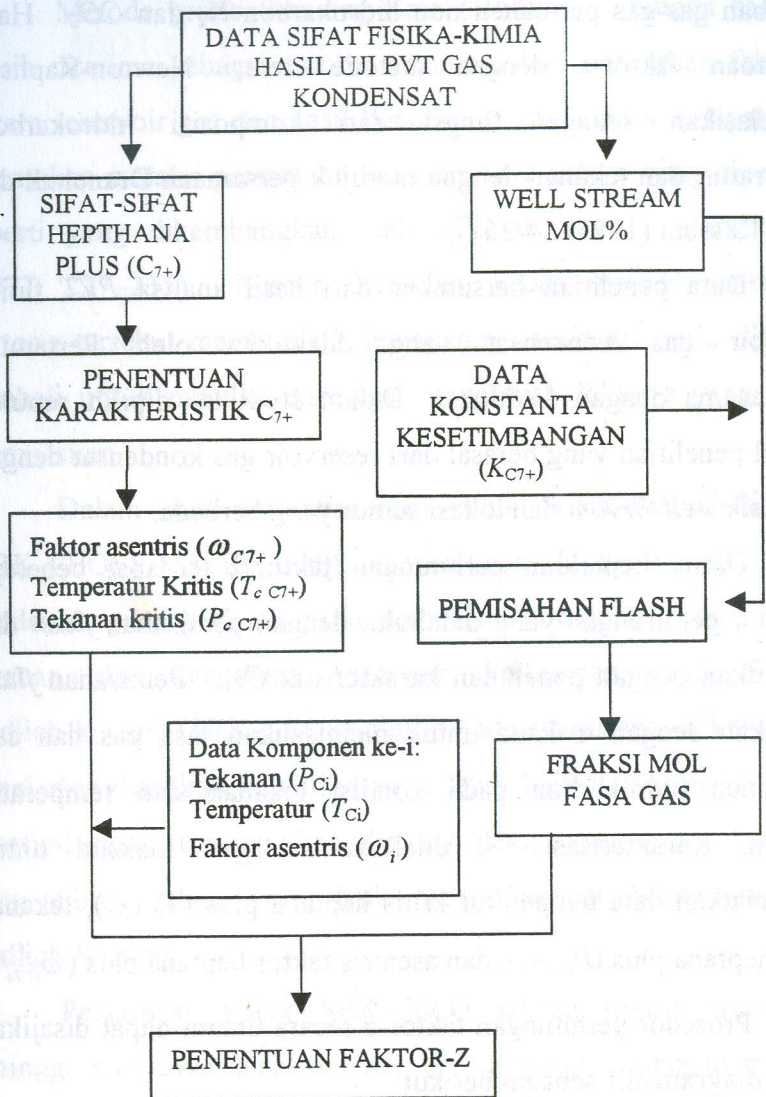 DATA SIFAT FISIKA-KIMIA
HASIL UJI PVT GAS
KONDENSAT
SIFAT-SIFAT
HEPTHANA
PLUS (C7+)
WELL STREAM
MOL%
PENENTUAN
KARAKTERISTIK C7+
DATA
KONSTANTA
KESETIMBANGAN
(KC7+)
Faktor asentris (ωC7+)
Temperatur Kritis (Tc C7+)
Tekanan kritis (Pc C7+)
PEMISAHAN FLASH
Data Komponen ke-i:
Tekanan (PCi)
Temperatur (TCi)
Faktor asentris (ωi)
FRAKSI MOL
FASA GAS
PENENTUAN FAKTOR-Z